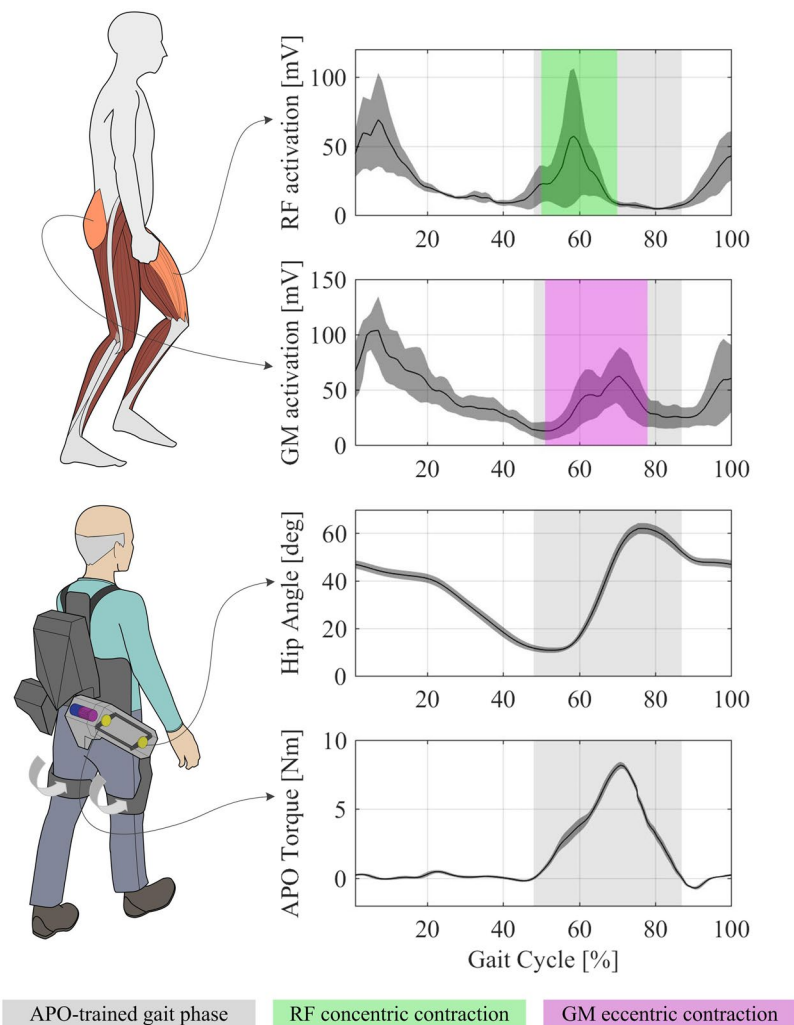 RF activation [mV]
100
50
0
20 40 60 80 100
GM activation [mV]
150
100
50
0
20 40 60 80 100
Hip Angle [deg]
60
40
20
0
20 40 60 80 100
APO Torque [Nm]
10
5
0
20 40 60 80 100
Gait Cycle [%]
APO-trained gait phase RF concentric contraction GM eccentric contraction